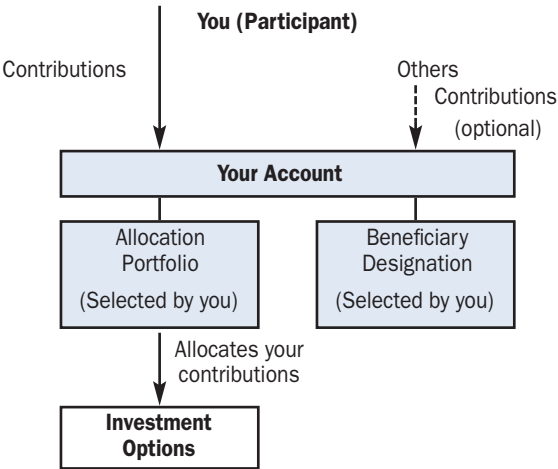 You (Participant)
Contributions
Others
Contributions
(optional)
Your Account
Allocation
Portfolio
(Selected by you)
Beneficiary
Designation
(Selected by you)
Allocates your
contributions
Investment
Options